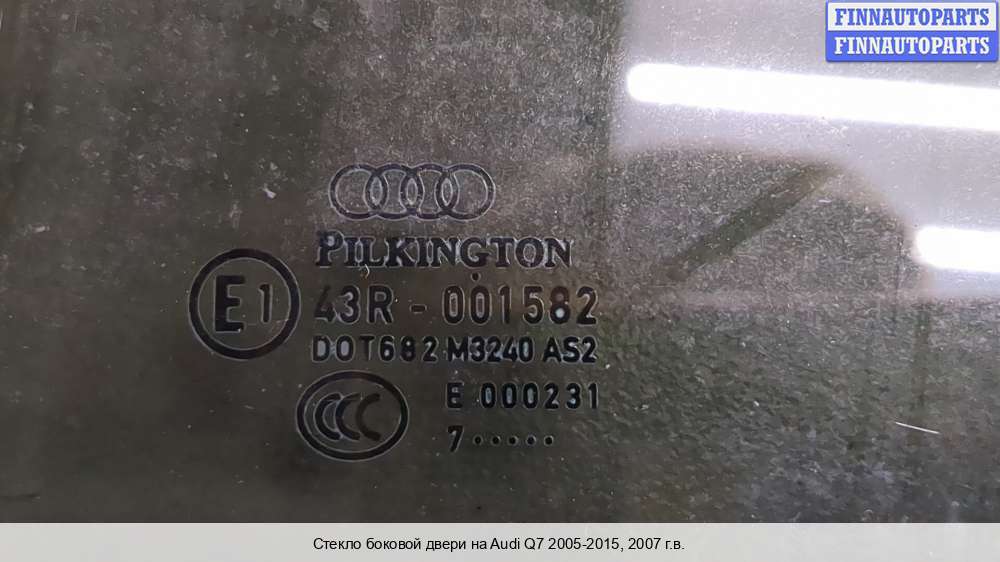 FINNAUTOPARTS
FINNAUTOPARTS
PILKINGTON
E1
43R - 001582
DOT682 M3240 AS2
CCC
E 000231
7 •••••
Стекло боковой двери на Audi Q7 2005-2015, 2007 г.в.